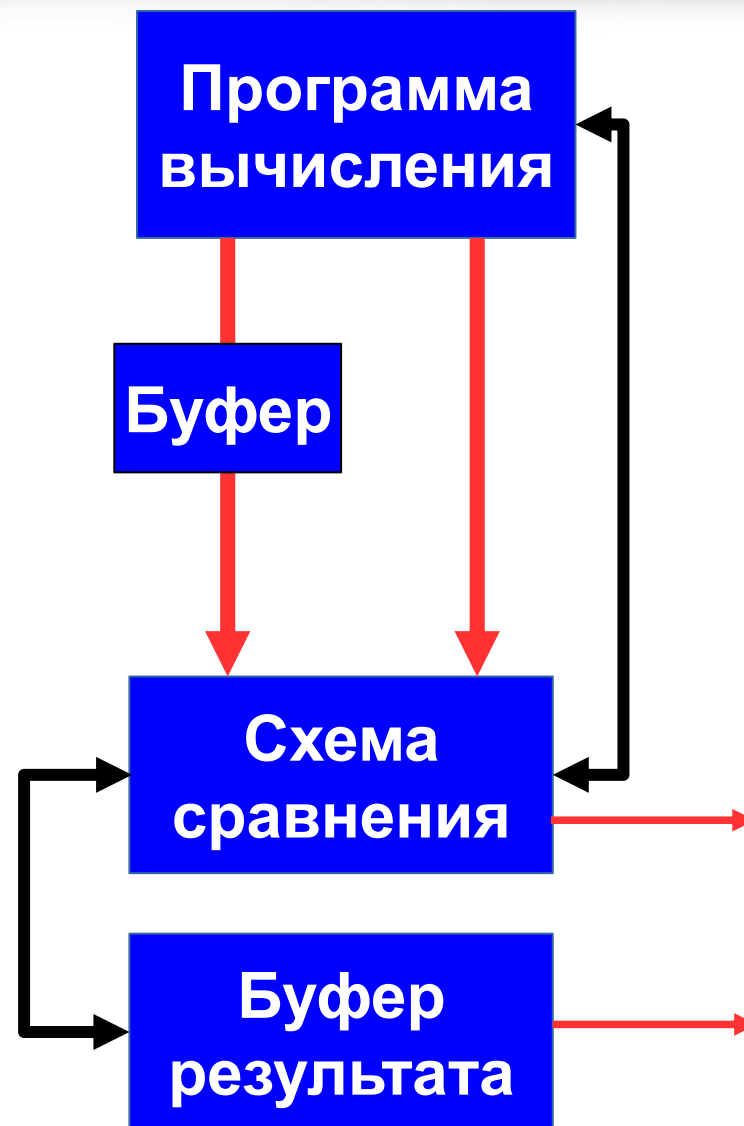 Программа
вычисления
Буфер
Схема
сравнения
Буфер
результата